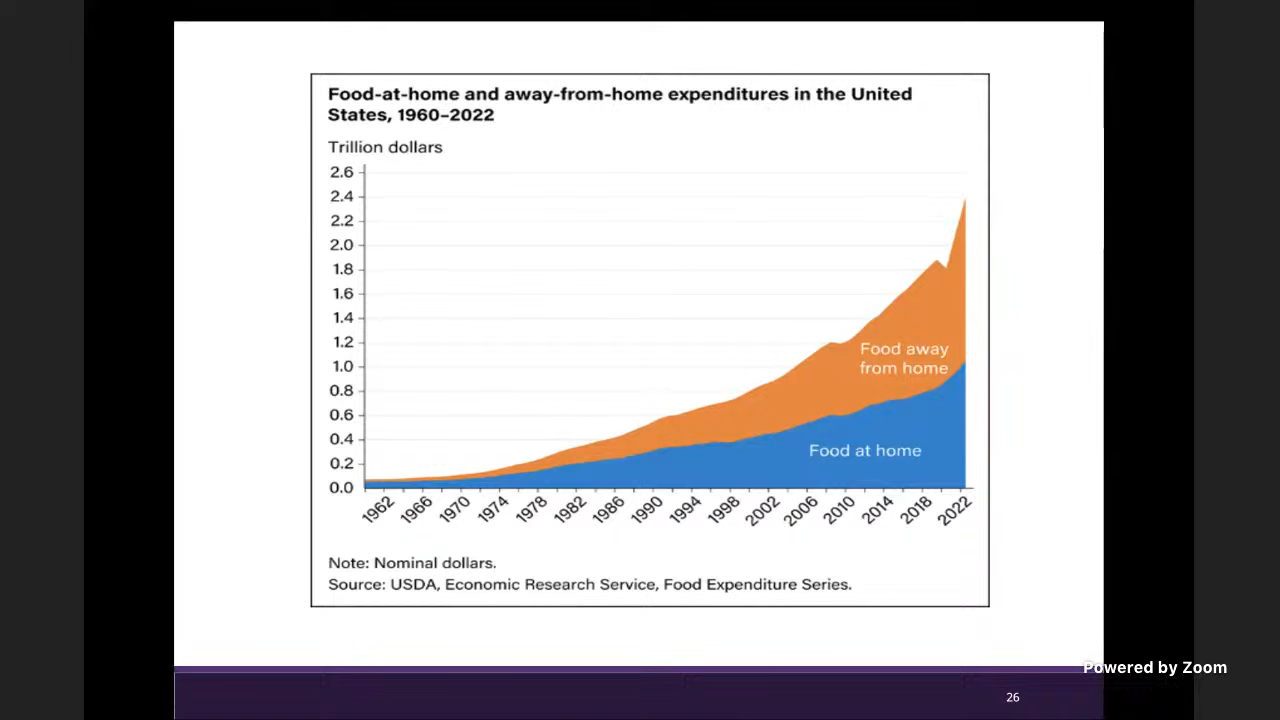 Food-at-home and away-from-home expenditures in the United
States, 1960–2022
Trillion dollars
2.6
2.4
2.2
2.0
1.8
1.6
1.4
1.2
1.0
0.8
0.6
0.4
0.2
0.0
Food away
from home
Food at home
1962 1966 1970 1974 1978 1982 1986 1990 1994 1998 2002 2006 2010 2014 2018 2022
Note: Nominal dollars.
Source: USDA, Economic Research Service, Food Expenditure Series.
Powered by Zoom
26